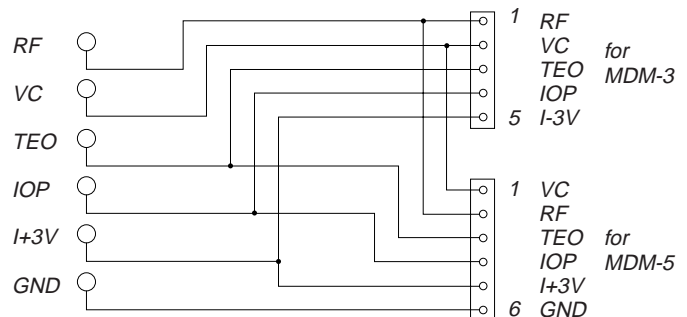 RF
VC
TEO
IOP
I+3V
GND
1 RF
VC
TEO
IOP
5 I-3V
for
MDM-3
1 VC
RF
TEO
IOP
I+3V
6 GND
for
MDM-5